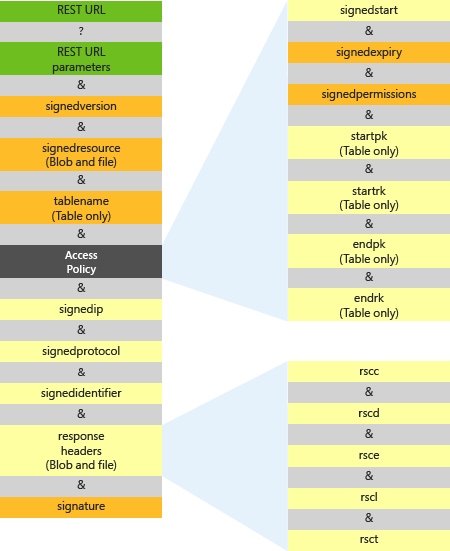 REST URL
?
REST URL
parameters
&
signedversion
&
signedresource
(Blob and file)
&
tablename
(Table only)
&
Access
Policy
&
signedip
&
signedprotocol
&
signedidentifier
&
response
headers
(Blob and file)
&
signature
signedstart
&
signedexpiry
&
signedpermissions
&
startpk
(Table only)
&
startrk
(Table only)
&
endpk
(Table only)
&
endrk
(Table only)
rscc
&
rscd
&
rsce
&
rscl
&
rsct